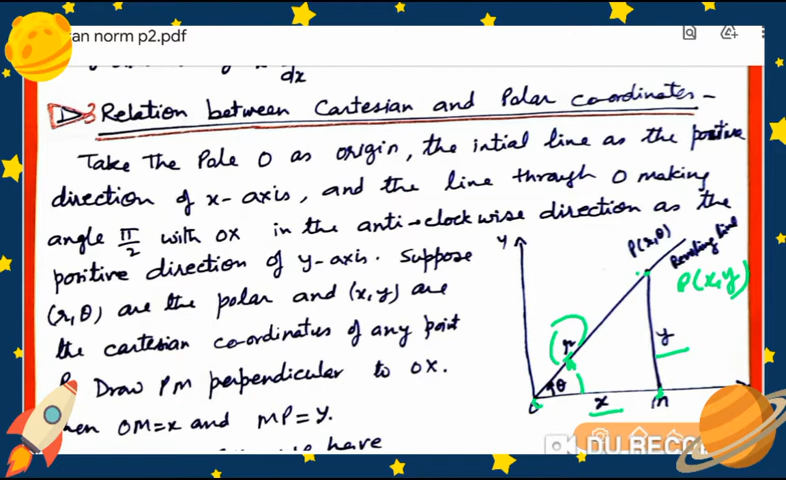 an norm p2.pdf
dx
D> Relation between Cartesian and Polar co-ordinates -
Take The Pole O as origin, the intial line as the positive
direction of x-axis, and the line through O making
angle π/2 with OX in the anti-clockwise direction as the
positive direction of y-axis. Suppose
(r,θ) are the polar and (x,y) are
the cartesian co-ordinates of any point
P. Draw PM perpendicular to OX.
hen OM=x and MP=y.
have
y
P(r,θ)
Revolving line
P(x,y)
r
y
θ
O
x
m
DU RECO